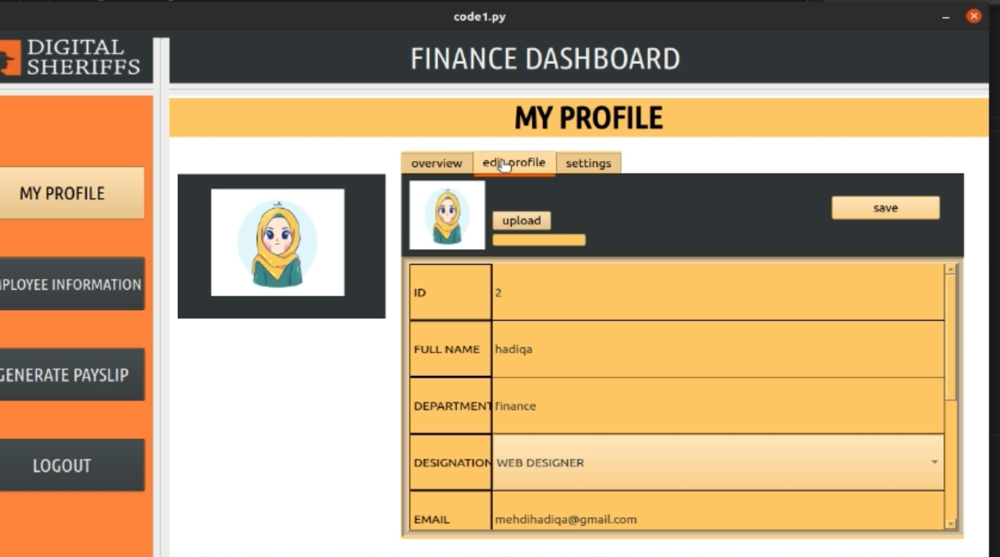 code1.py
DIGITAL
SHERIFFS
FINANCE DASHBOARD
MY PROFILE
overview edit profile settings
MY PROFILE
upload
save
PLOYEE INFORMATION
GENERATE PAYSLIP
LOGOUT
ID 2
FULL NAME hadiqa
DEPARTMENT finance
DESIGNATION WEB DESIGNER
EMAIL mehdihadiqa@gmail.com